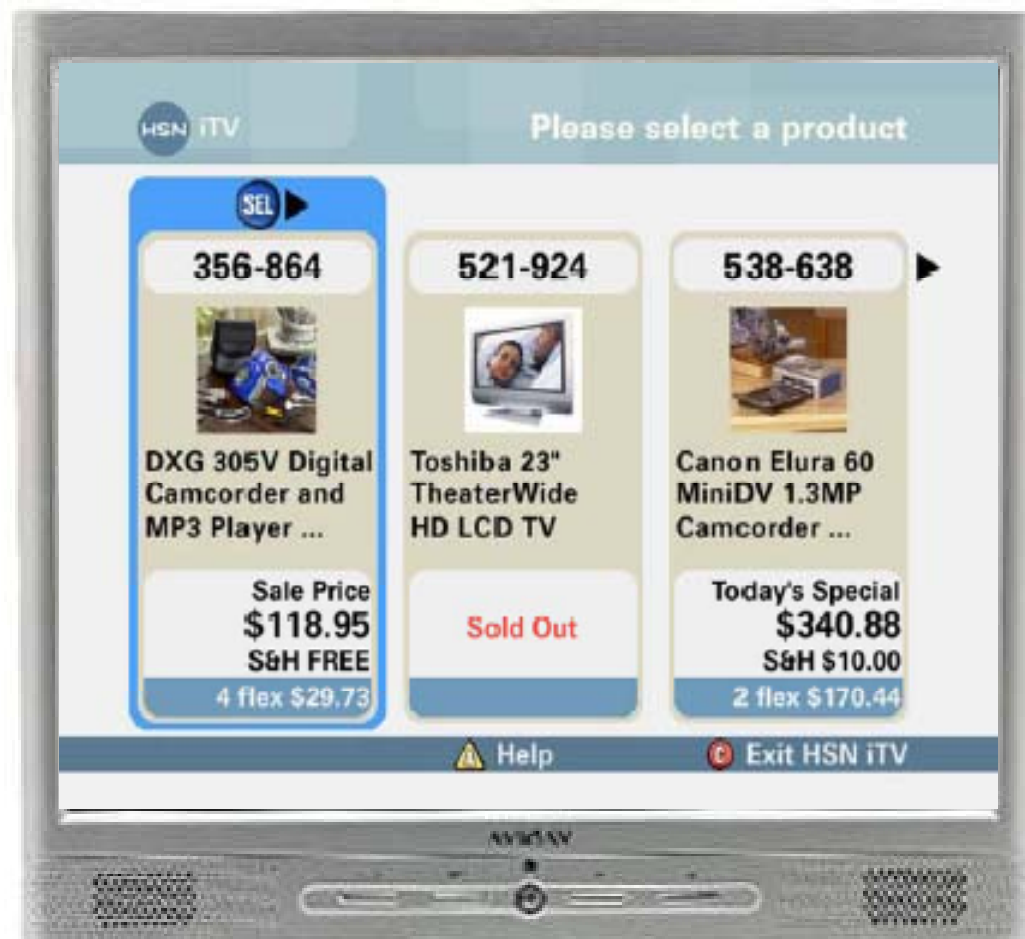 HSN iTV
Please select a product
SEL
356-864
DXG 305V Digital
Camcorder and
MP3 Player ...
Sale Price
$118.95
S&H FREE
4 flex $29.73
521-924
Toshiba 23"
TheaterWide
HD LCD TV
Sold Out
538-638
Canon Elura 60
MiniDV 1.3MP
Camcorder ...
Today's Special
$340.88
S&H $10.00
2 flex $170.44
A Help
C Exit HSN iTV